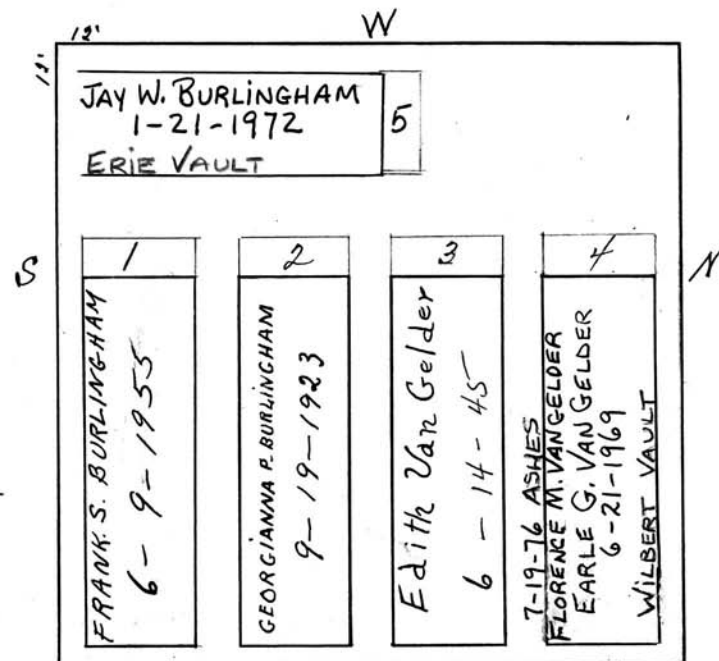 W
12'
12'
JAY W. BURLINGHAM
1-21-1972
ERIE VAULT
5
S
N
1
FRANK S. BURLINGHAM
6-9-1955
2
GEORGIANNA P. BURLINGHAM
9-19-1923
3
Edith Van Gelder
6-14-45
4
7-19-76 ASHES
FLORENCE M. VANGELDER
EARLE G. VAN GELDER
6-21-1969
WILBERT VAULT